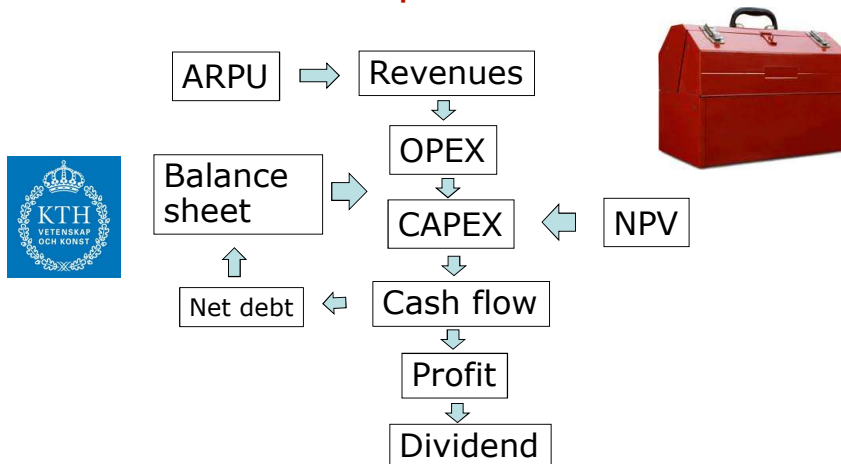 ARPU
Revenues
OPEX
Balance
sheet
CAPEX
NPV
KTH
VETENSKAP
OCH KONST
Net debt
Cash flow
Profit
Dividend